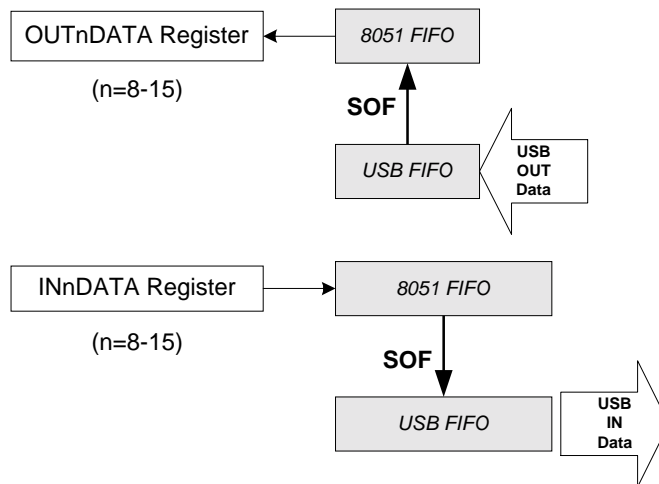 OUTnDATA Register
8051 FIFO
(n=8-15)
SOF
USB FIFO
USB
OUT
Data
INnDATA Register
8051 FIFO
(n=8-15)
SOF
USB FIFO
USB
IN
Data